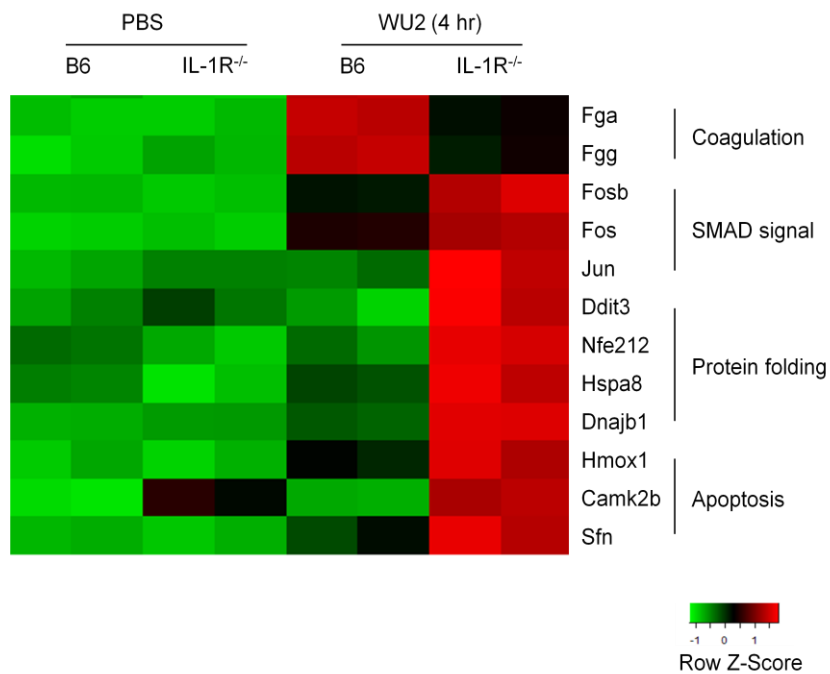 PBS WU2 (4 hr)
B6 IL-1R-/- B6 IL-1R-/-
Fga
Fgg
Coagulation
Fosb
Fos
Jun
SMAD signal
Ddit3
Nfe212
Hspa8
Dnajb1
Protein folding
Hmox1
Camk2b
Sfn
Apoptosis
-1 0 1
Row Z-Score